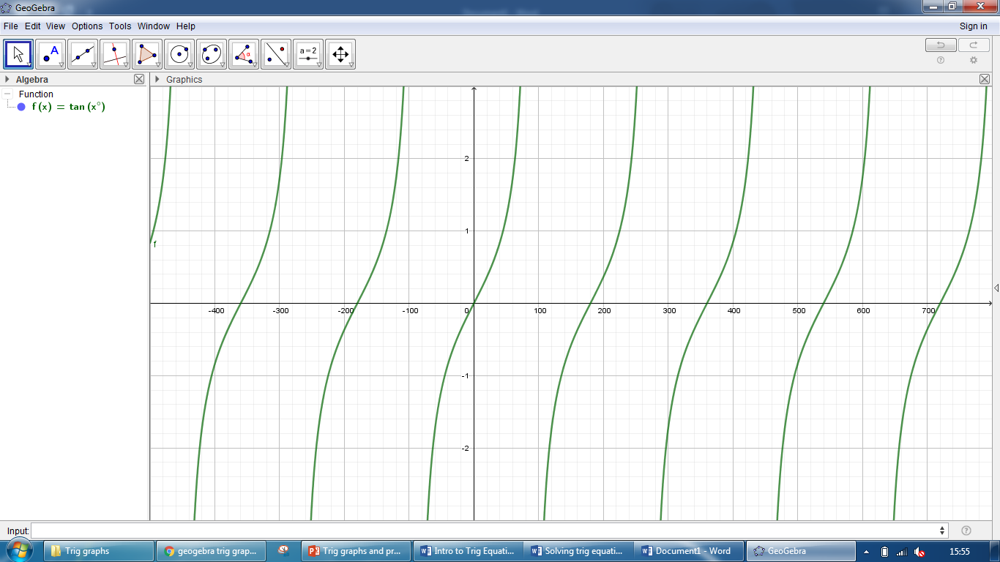 GeoGebra
File Edit View Options Tools Window Help Sign in
A α a = 2
Algebra
Graphics
Function
f (x) = tan (x°)
2
1
f
-400 -300 -200 -100 0 100 200 300 400 500 600 700
-1
-2
Input:
Trig graphs
geogebra trig grap...
Trig graphs and pr...
Intro to Trig Equati...
Solving trig equati...
Document1 - Word
GeoGebra
15:55